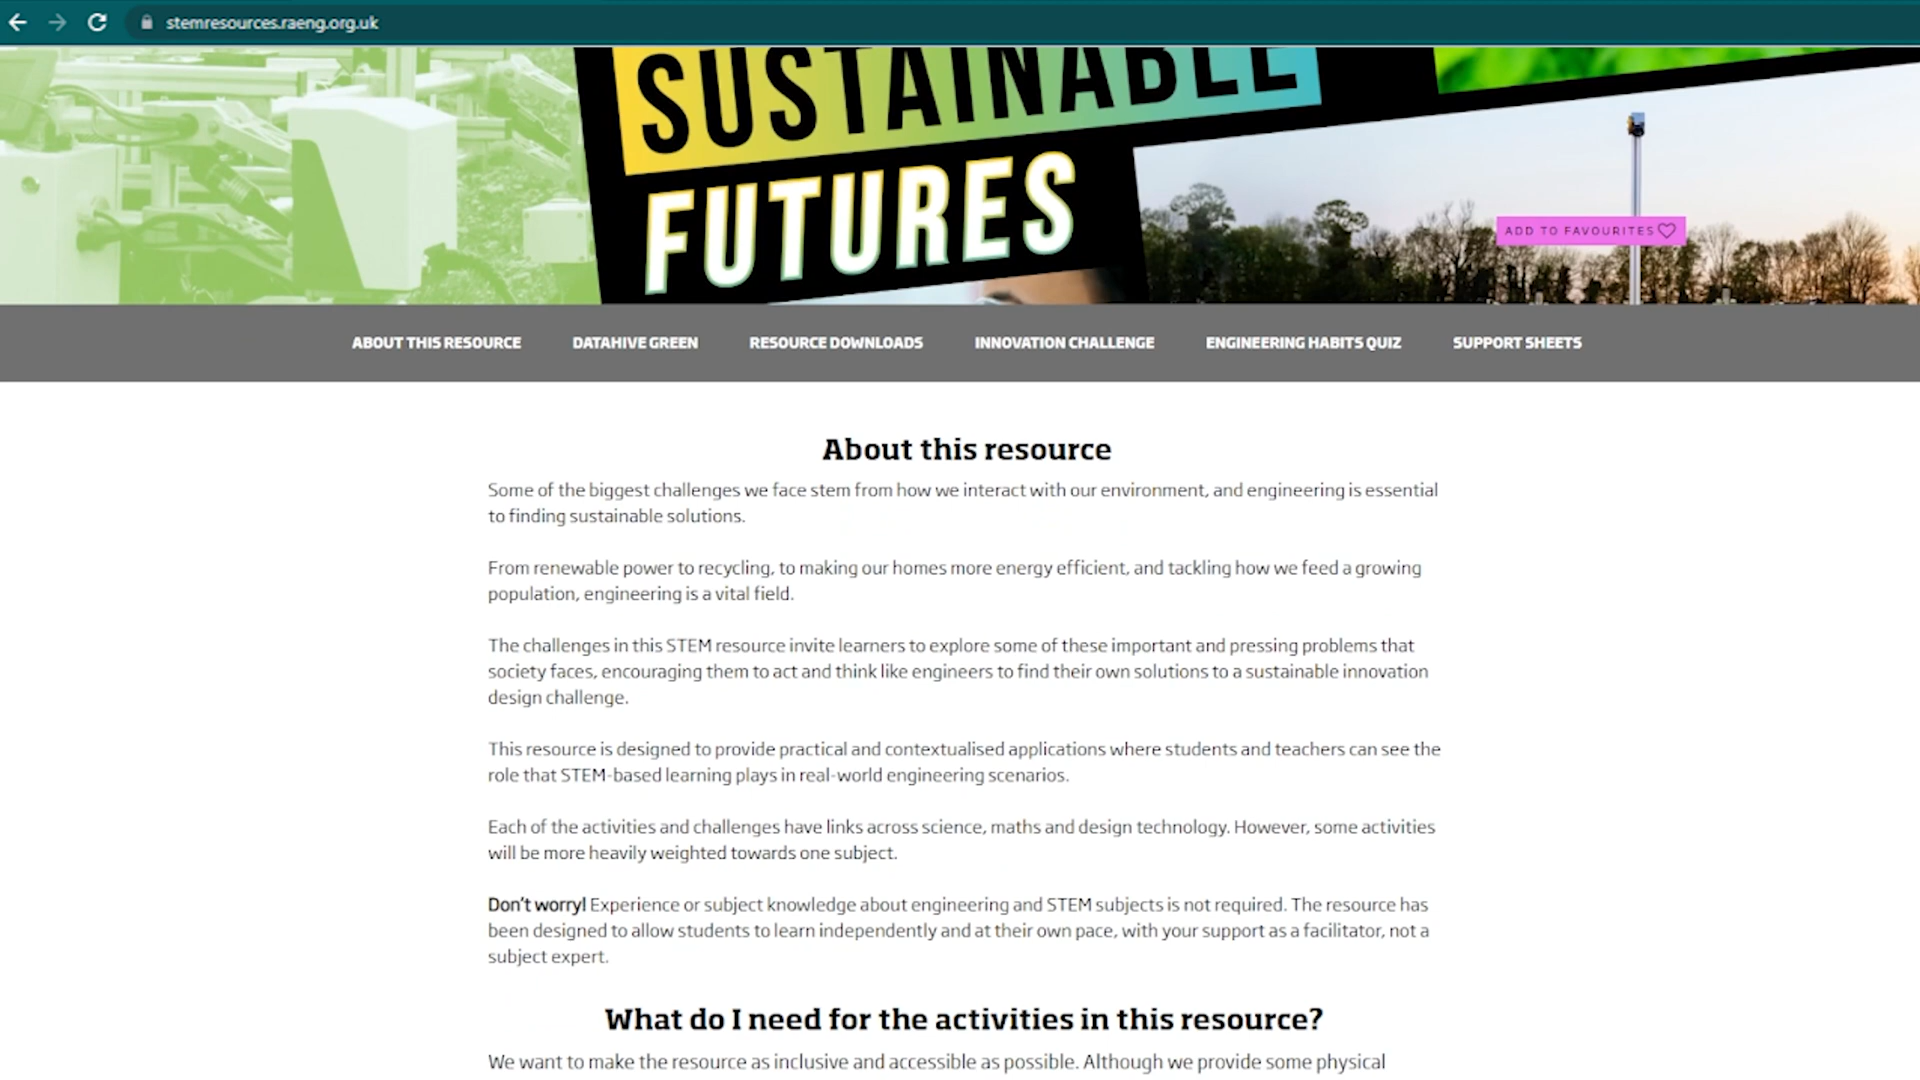 stemresources.raeng.org.uk
SUSTAINABLE
FUTURES
ADD TO FAVOURITES
ABOUT THIS RESOURCE DATAHIVE GREEN RESOURCE DOWNLOADS INNOVATION CHALLENGE ENGINEERING HABITS QUIZ SUPPORT SHEETS
About this resource
Some of the biggest challenges we face stem from how we interact with our environment, and engineering is essential
to finding sustainable solutions.
From renewable power to recycling, to making our homes more energy efficient, and tackling how we feed a growing
population, engineering is a vital field.
The challenges in this STEM resource invite learners to explore some of these important and pressing problems that
society faces, encouraging them to act and think like engineers to find their own solutions to a sustainable innovation
design challenge.
This resource is designed to provide practical and contextualised applications where students and teachers can see the
role that STEM-based learning plays in real-world engineering scenarios.
Each of the activities and challenges have links across science, maths and design technology. However, some activities
will be more heavily weighted towards one subject.
Don't worry! Experience or subject knowledge about engineering and STEM subjects is not required. The resource has
been designed to allow students to learn independently and at their own pace, with your support as a facilitator, not a
subject expert.
What do I need for the activities in this resource?
We want to make the resource as inclusive and accessible as possible. Although we provide some physical